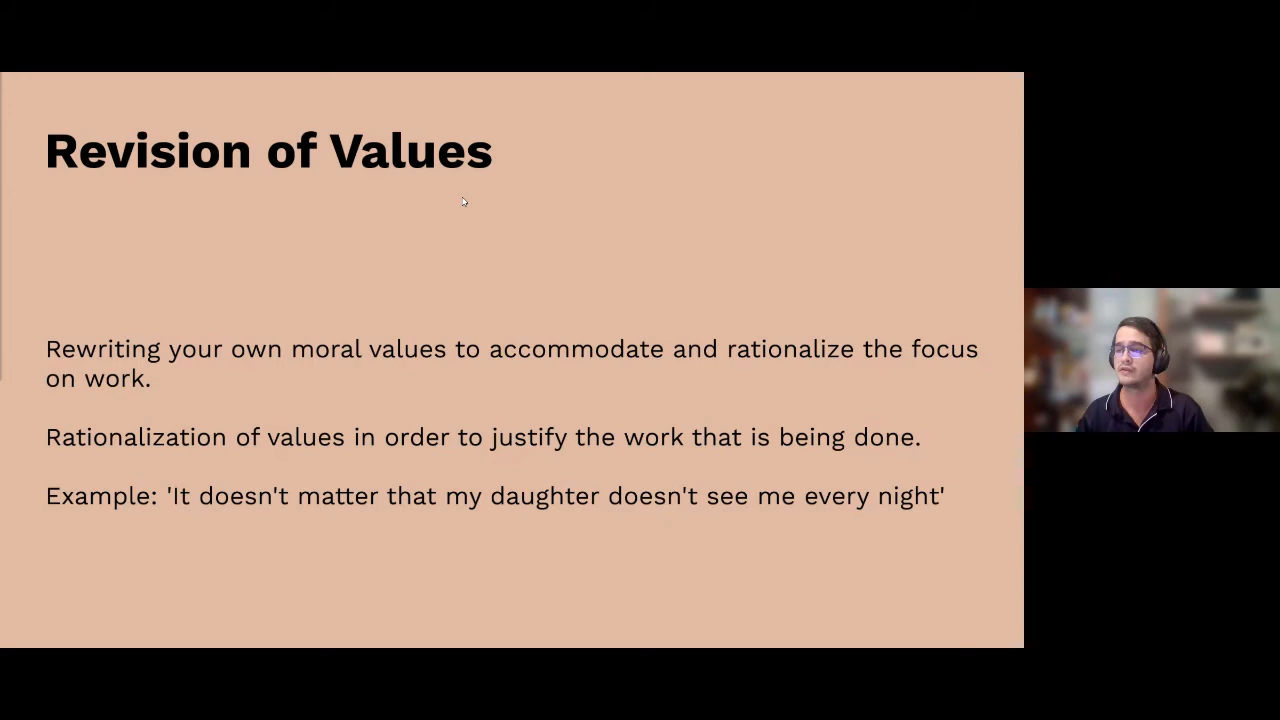 Revision of Values
Rewriting your own moral values to accommodate and rationalize the focus
on work.
Rationalization of values in order to justify the work that is being done.
Example: 'It doesn't matter that my daughter doesn't see me every night'